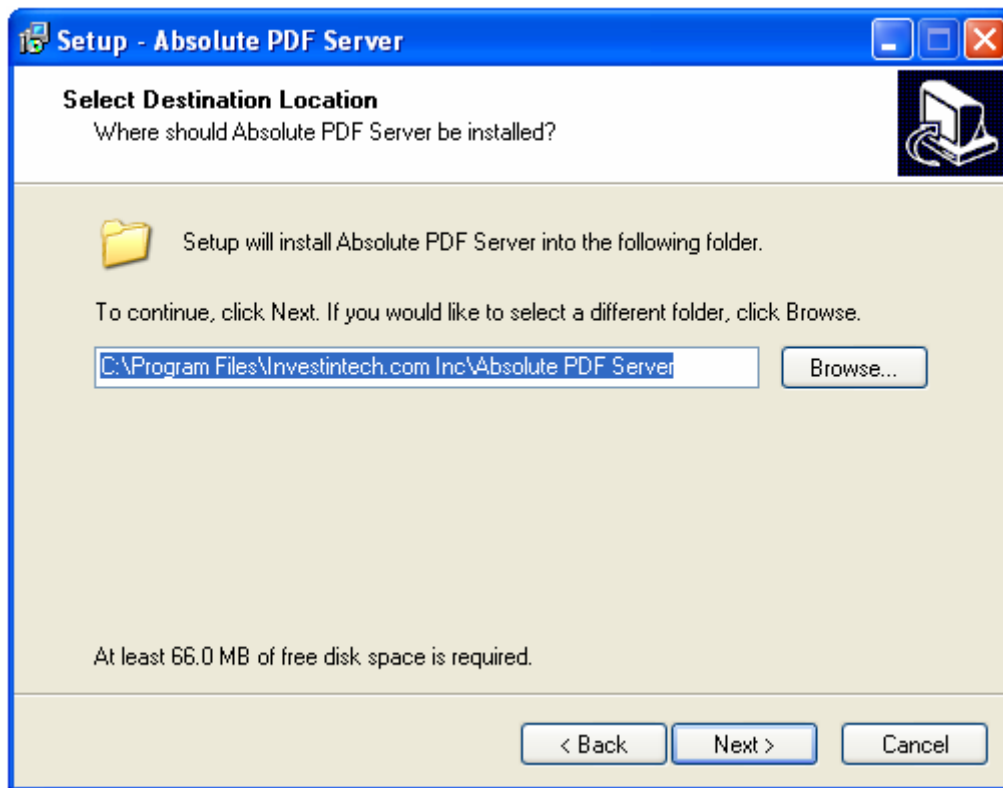 Setup - Absolute PDF Server
Select Destination Location
Where should Absolute PDF Server be installed?
Setup will install Absolute PDF Server into the following folder.
To continue, click Next. If you would like to select a different folder, click Browse.
C:\Program Files\Investintech.com Inc\Absolute PDF Server
Browse...
At least 66.0 MB of free disk space is required.
< Back Next > Cancel